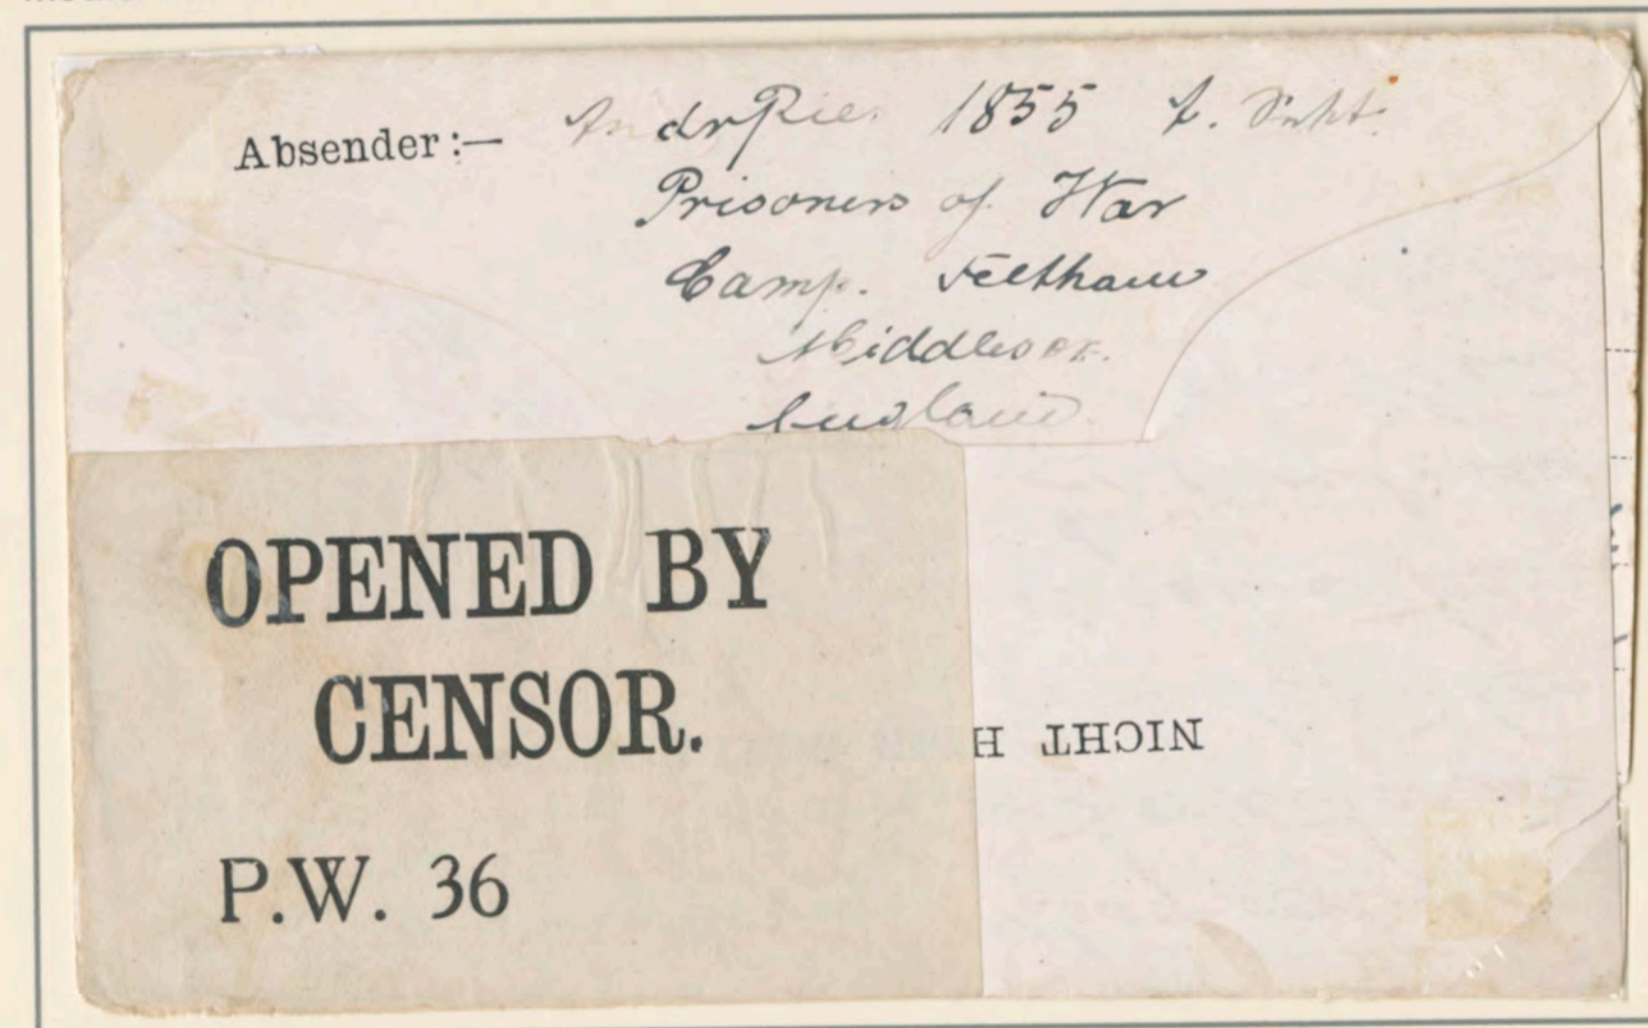 Absender:— 1855
Prisoners of War
Camp. Feltham
Middlesex.
England
OPENED BY
CENSOR.
P.W. 36
NICHT H